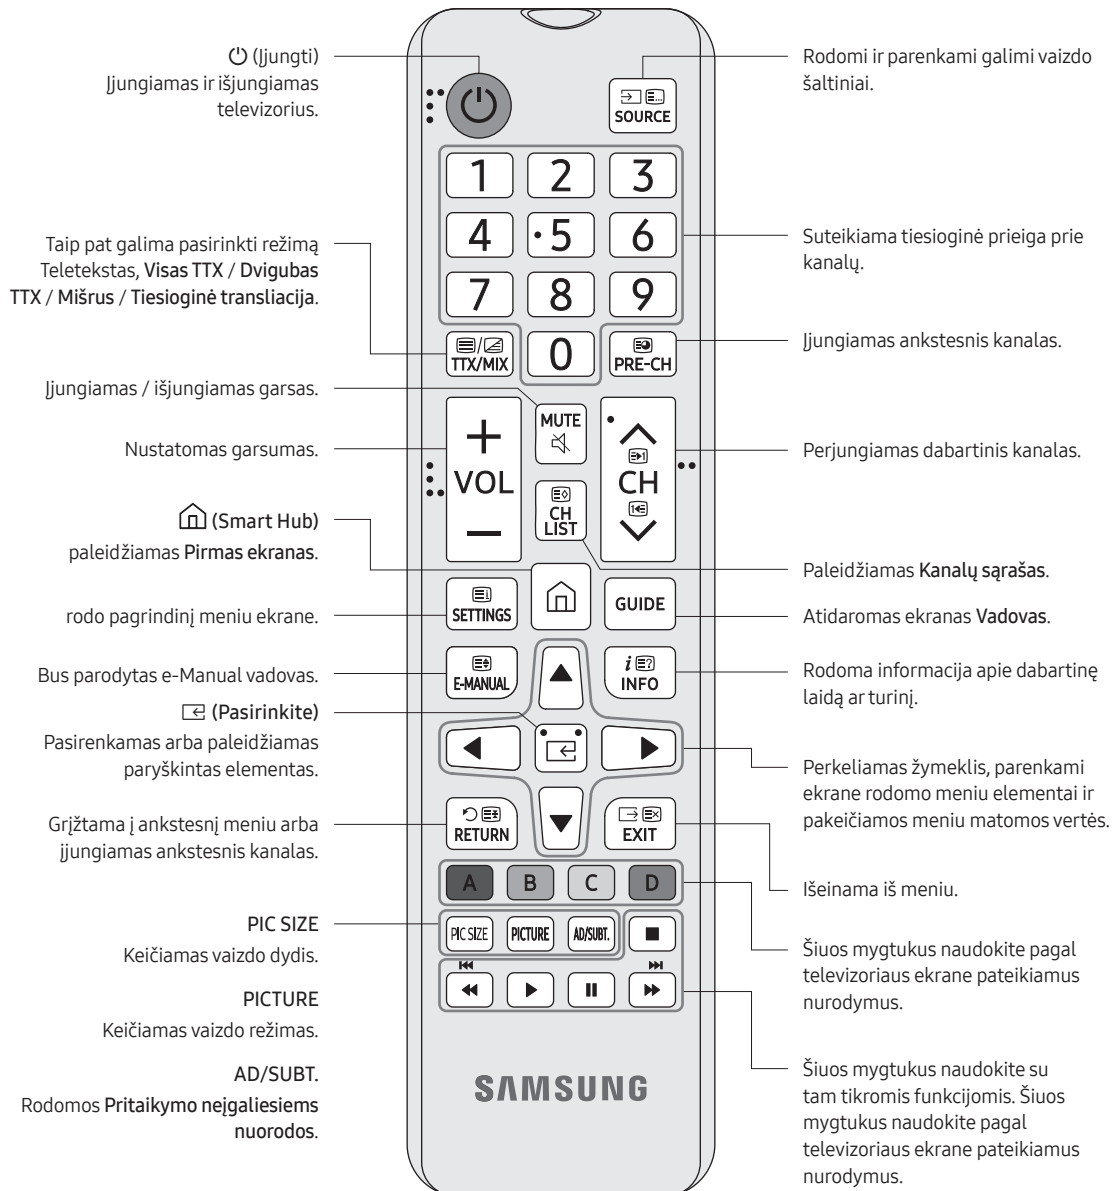 (Įjungti)
Įjungiamas ir išjungiamas
televizorius.
Taip pat galima pasirinkti režimą
Teletekstas, Visas TTX / Dvigubas
TTX / Mišrus / Tiesioginė transliacija.
Įjungiamas / išjungiamas garsas.
Nustatomas garsumas.
(Smart Hub)
paleidžiamas Pirmas ekranas.
rodo pagrindinį meniu ekrane.
Bus parodytas e-Manual vadovas.
(Pasirinkite)
Pasirenkamas arba paleidžiamas
paryškintas elementas.
Grįžtama į ankstesnį meniu arba
įjungiamas ankstesnis kanalas.
PIC SIZE
Keičiamas vaizdo dydis.
PICTURE
Keičiamas vaizdo režimas.
AD/SUBT.
Rodomos Pritaikymo neįgaliesiems
nuorodos.
SOURCE
1 2 3
4 5 6
7 8 9
TTX/MIX 0 PRE-CH
MUTE
VOL
CH
CH
LIST
SETTINGS
GUIDE
E-MANUAL
i INFO
RETURN
EXIT
A B C D
PIC SIZE PICTURE AD/SUBT.
SAMSUNG
Rodomi ir parenkami galimi vaizdo
šaltiniai.
Suteikiama tiesioginė prieiga prie
kanalų.
Įjungiamas ankstesnis kanalas.
Perjungiamas dabartinis kanalas.
Paleidžiamas Kanalų sąrašas.
Atidaromas ekranas Vadovas.
Rodoma informacija apie dabartinę
laidą ar turinį.
Perkeliamas žymeklis, parenkami
ekrane rodomo meniu elementai ir
pakeičiamos meniu matomos vertės.
Išeinama iš meniu.
Šiuos mygtukus naudokite pagal
televizoriaus ekrane pateikiamus
nurodymus.
Šiuos mygtukus naudokite su
tam tikromis funkcijomis. Šiuos
mygtukus naudokite pagal
televizoriaus ekrane pateikiamus
nurodymus.